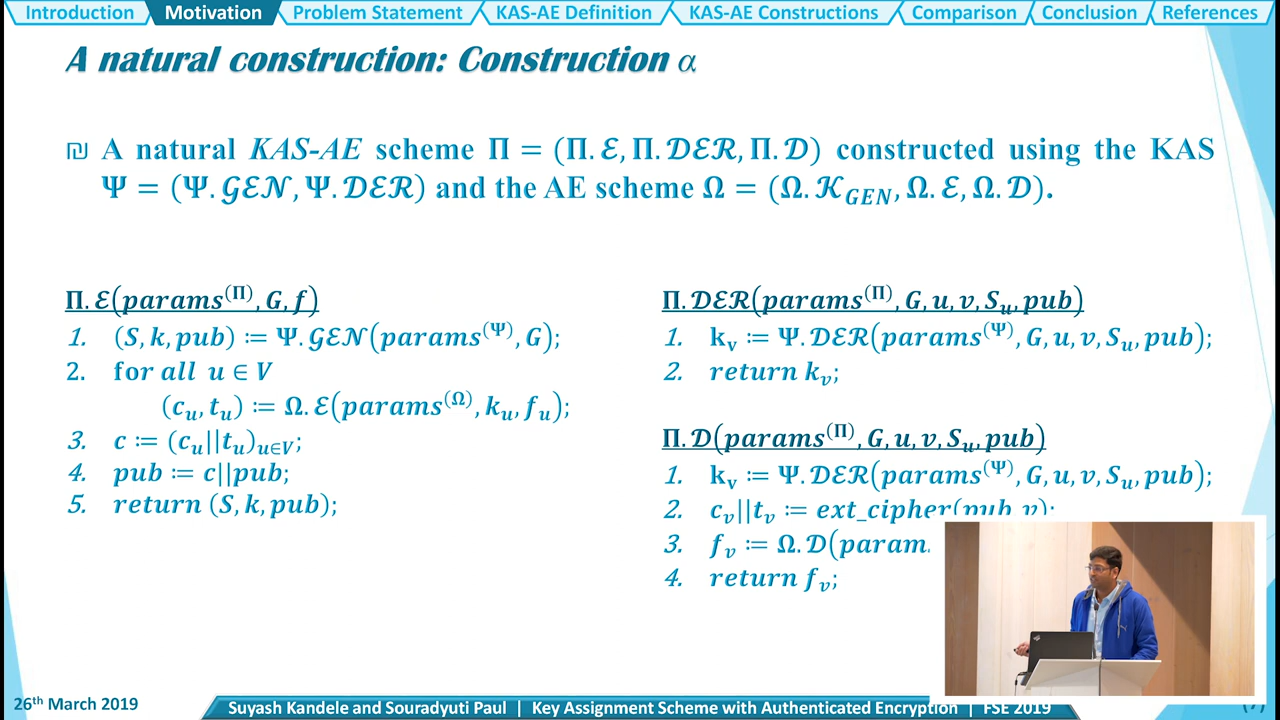 Introduction Motivation Problem Statement KAS-AE Definition KAS-AE Constructions Comparison Conclusion References
A natural construction: Construction α
₪ A natural KAS-AE scheme Π = (Π. ℰ, Π. 𝒟ℰℛ, Π. 𝒟) constructed using the KAS
Ψ = (Ψ. 𝒢ℰ𝒩, Ψ. 𝒟ℰℛ) and the AE scheme Ω = (Ω. 𝒦_GEN, Ω. ℰ, Ω. 𝒟).
Π. ℰ(params^(Π), G, f)
1. (S, k, pub) ≔ Ψ. 𝒢ℰ𝒩(params^(Ψ), G);
2. for all u ∈ V
(c_u, t_u) ≔ Ω. ℰ(params^(Ω), k_u, f_u);
3. c ≔ (c_u||t_u)_{u∈V};
4. pub ≔ c||pub;
5. return (S, k, pub);
Π. 𝒟ℰℛ(params^(Π), G, u, v, S_u, pub)
1. k_v ≔ Ψ. 𝒟ℰℛ(params^(Ψ), G, u, v, S_u, pub);
2. return k_v;
Π. 𝒟(params^(Π), G, u, v, S_u, pub)
1. k_v ≔ Ψ. 𝒟ℰℛ(params^(Ψ), G, u, v, S_u, pub);
2. c_v||t_v ≔ ext_cipher(pub, v);
3. f_v ≔ Ω. 𝒟(param
4. return f_v;
26th March 2019
Suyash Kandele and Souradyuti Paul | Key Assignment Scheme with Authenticated Encryption | FSE 2019